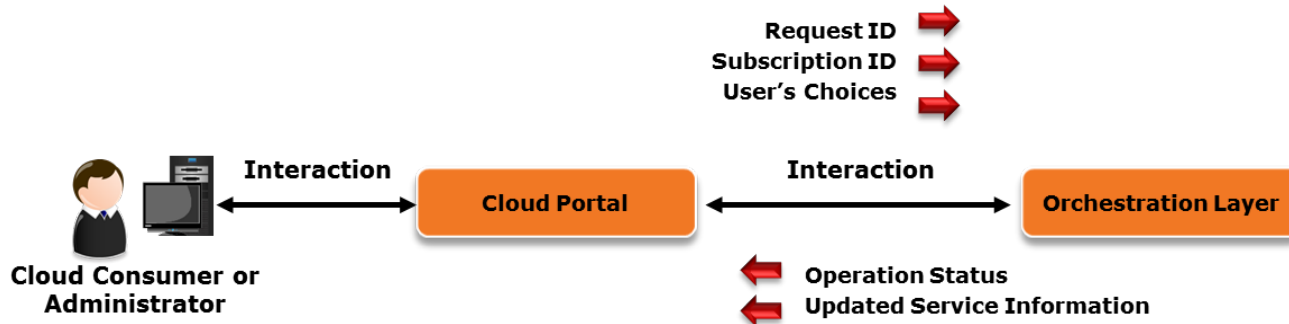 Request ID
Subscription ID
User's Choices
Interaction
Interaction
Cloud Portal
Orchestration Layer
Cloud Consumer or
Administrator
Operation Status
Updated Service Information